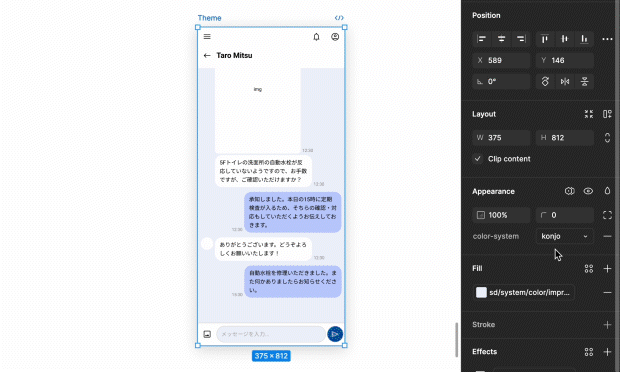 Theme
</>
Taro Mitsu
img
13:30
5Fトイレの洗面所の自動水栓が反
応していないようですので、お手数
ですが、ご確認いただけますか？
13:30
承知しました。本日の15時に定期
検査が入るため、そちらの確認・対
応もしていただくようお伝えしてお
きます。
13:30
ありがとうございます。どうぞよろ
しくお願いいたします！
13:30
自動水栓を修理いただきました。ま
た何かありましたらお知らせくださ
い。
13:30
メッセージを入力...
375 × 812
Position
X 589
Y 146
0°
Layout
W 375
H 812
Clip content
Appearance
100%
0
color-system
konjo
Fill
sd/system/color/impr...
Stroke
Effects